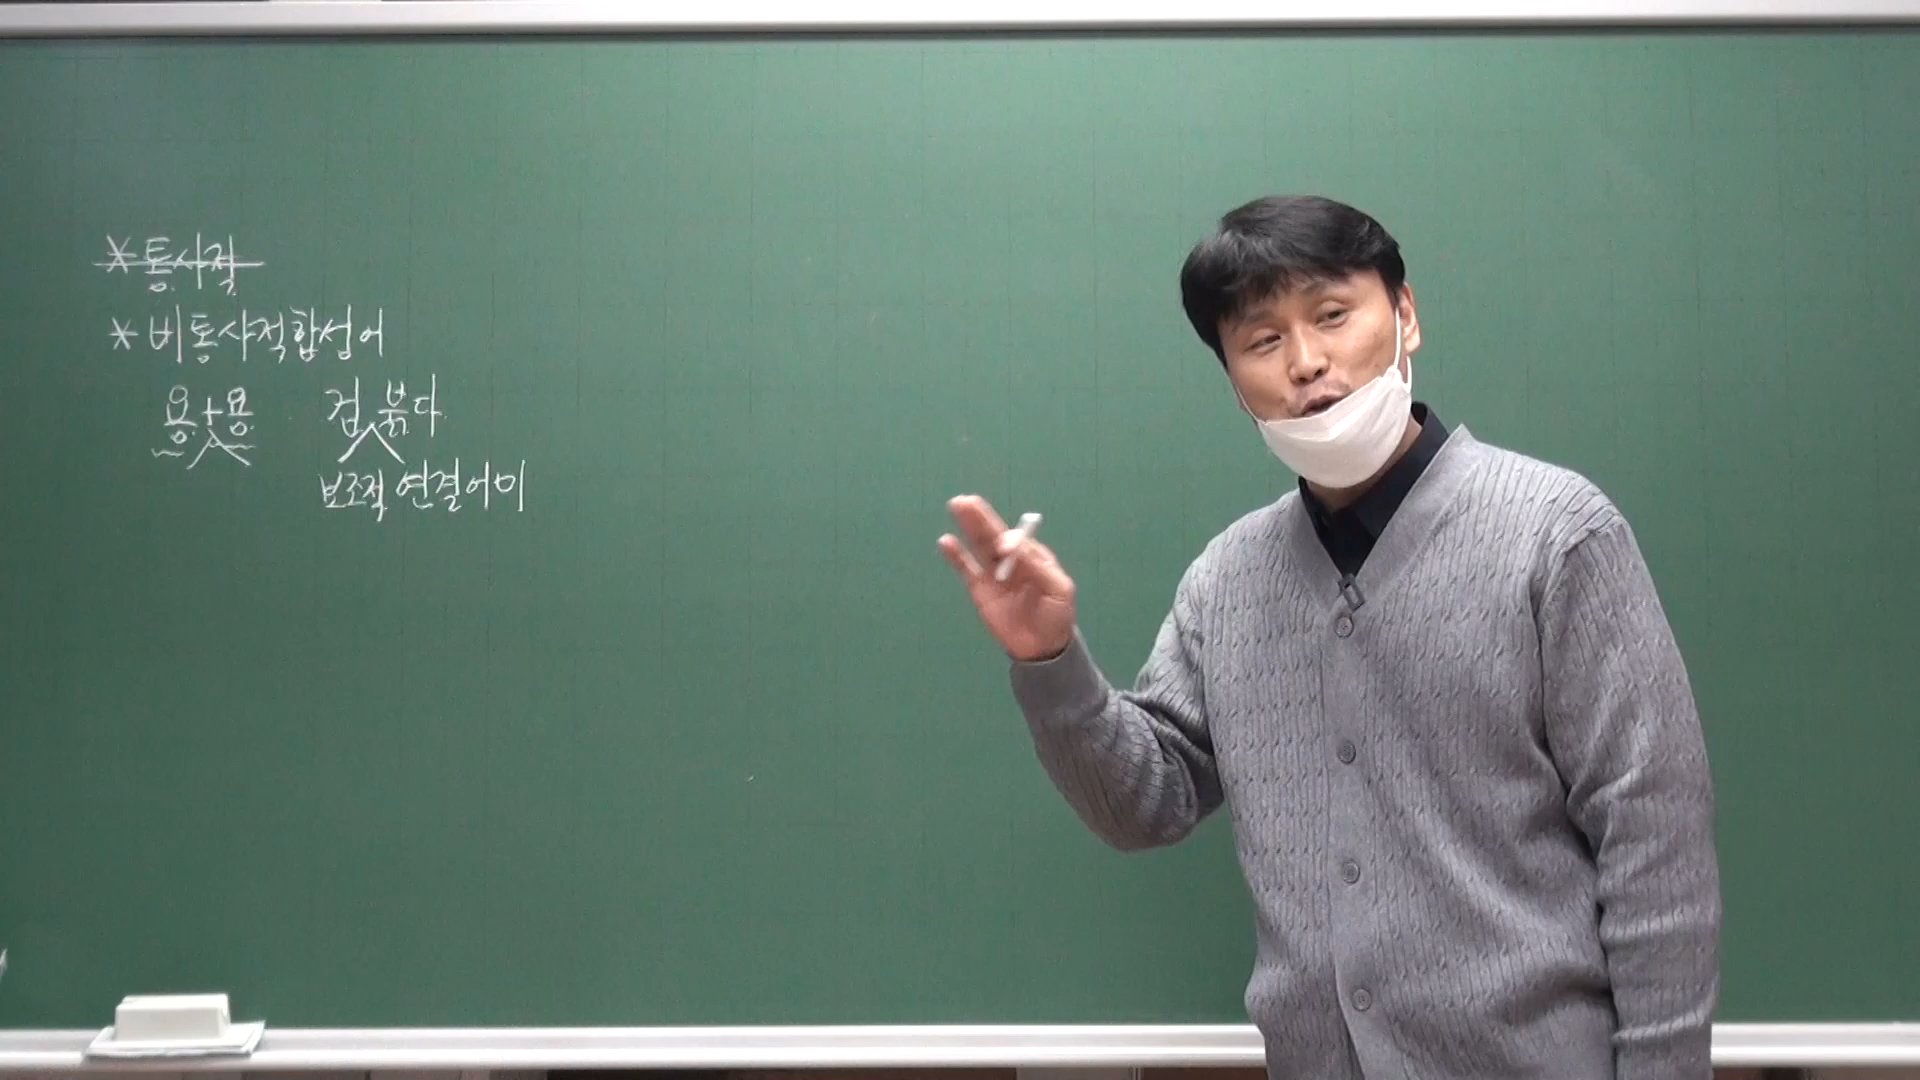 * 통사적
* 비통사적합성어
용+용 검붉다
보조적 연결어미